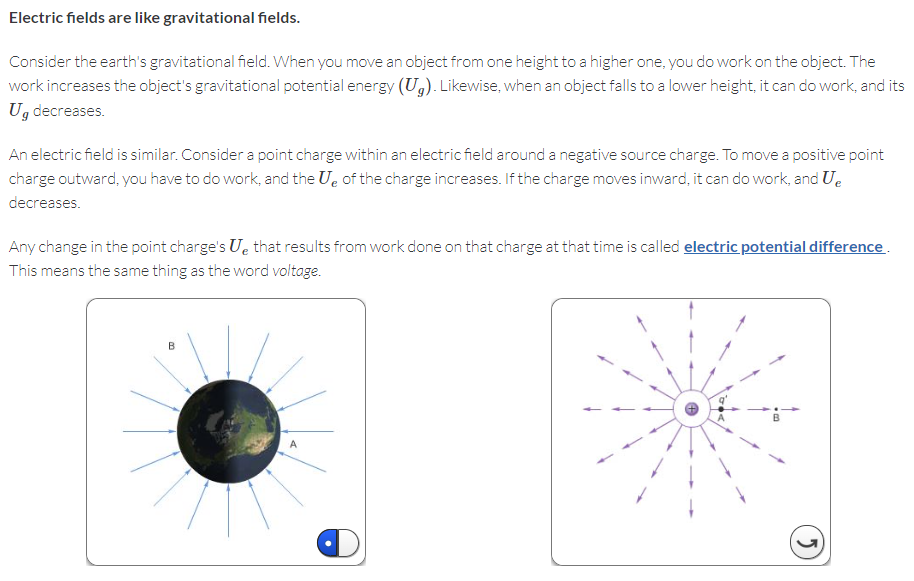 Electric fields are like gravitational fields.
Consider the earth's gravitational field. When you move an object from one height to a higher one, you do work on the object. The
work increases the object's gravitational potential energy (U_g). Likewise, when an object falls to a lower height, it can do work, and its
U_g decreases.
An electric field is similar. Consider a point charge within an electric field around a negative source charge. To move a positive point
charge outward, you have to do work, and the U_e of the charge increases. If the charge moves inward, it can do work, and U_e
decreases.
Any change in the point charge's U_e that results from work done on that charge at that time is called electric potential difference .
This means the same thing as the word voltage.
B
A
+
q'
A
B